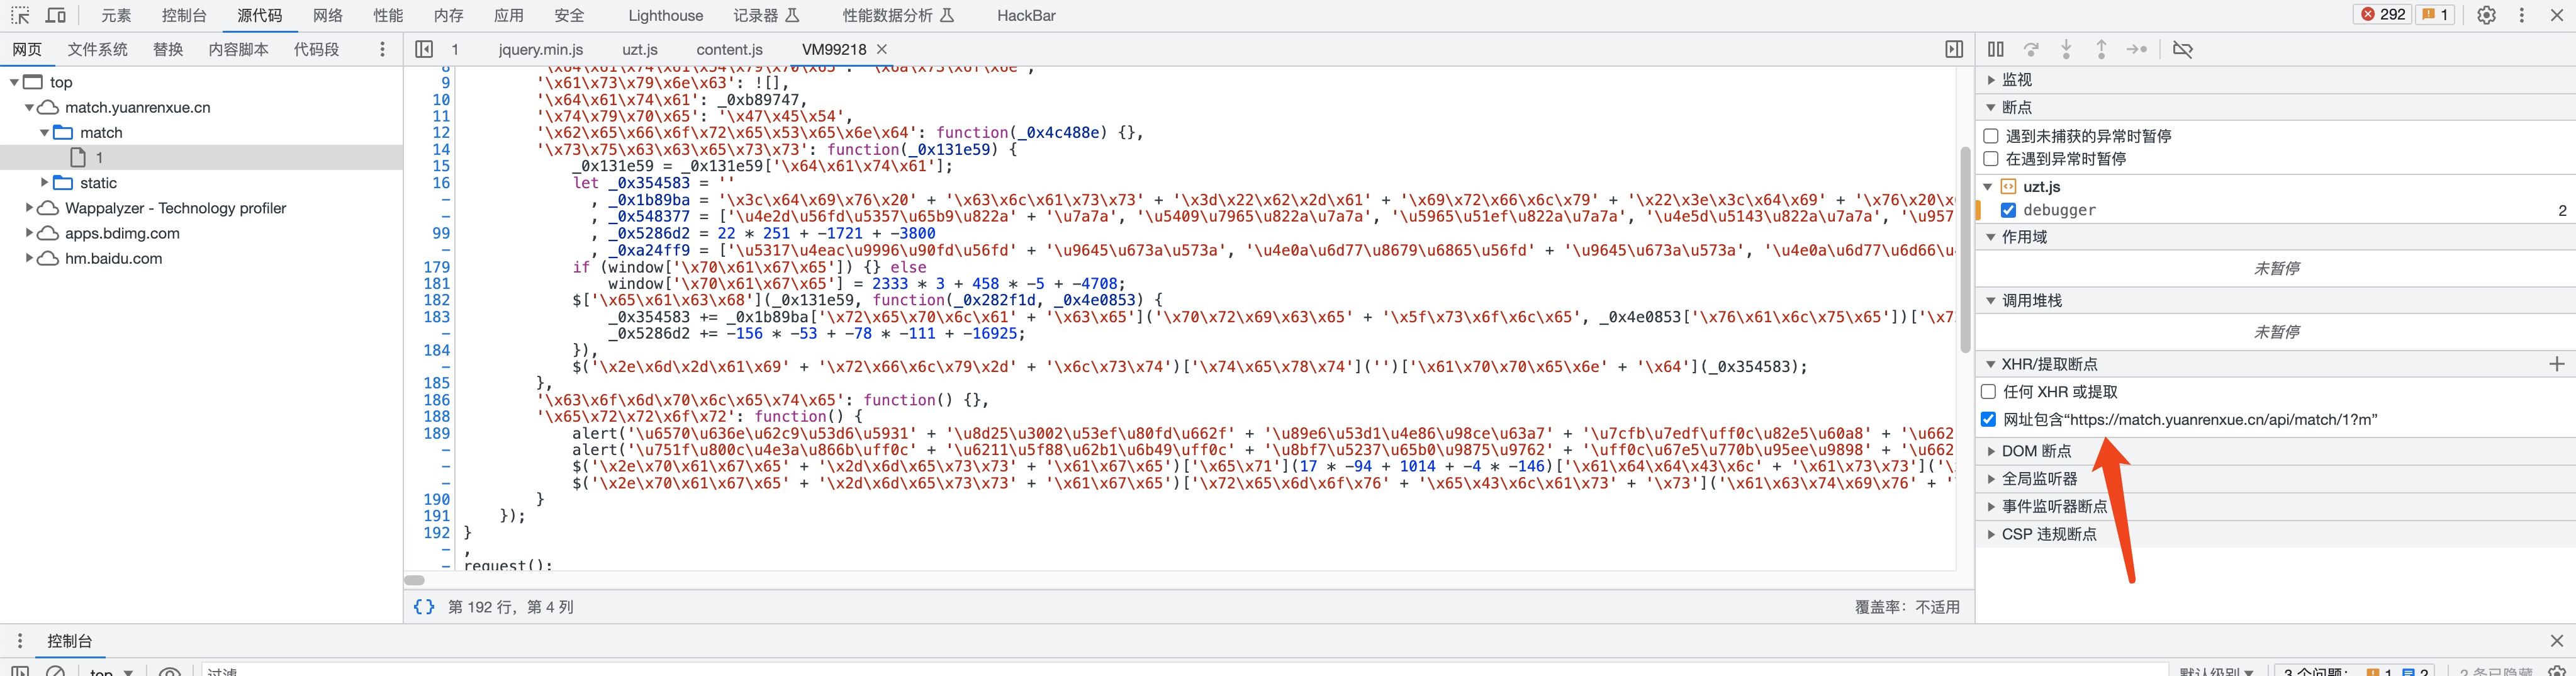 元素 控制台 源代码 网络 性能 内存 应用 安全 Lighthouse 记录器 性能数据分析 HackBar 292 1
网页 文件系统 替换 内容脚本 代码段
1 jquery.min.js uzt.js content.js VM99218
top
match.yuanrenxue.cn
match
1
static
Wappalyzer - Technology profiler
apps.bdimg.com
hm.baidu.com
8 '\x64\x61\x74\x61\x54\x79\x70\x65': '\x6a\x73\x6f\x6e',
9 '\x61\x73\x79\x6e\x63': ![],
10 '\x64\x61\x74\x61': _0xb89747,
11 '\x74\x79\x70\x65': '\x47\x45\x54',
12 '\x62\x65\x66\x6f\x72\x65\x53\x65\x6e\x64': function(_0x4c488e) {},
14 '\x73\x75\x63\x63\x65\x73\x73': function(_0x131e59) {
15 _0x131e59 = _0x131e59['\x64\x61\x74\x61'];
16 let _0x354583 = ''
- , _0x1b89ba = '\x3c\x64\x69\x76\x20' + '\x63\x6c\x61\x73\x73' + '\x3d\x22\x62\x2d\x61' + '\x69\x72\x66\x6c\x79' + '\x22\x3e\x3c\x64\x69' + '\x76\x20\x
- , _0x548377 = ['\u4e2d\u56fd\u5357\u65b9\u822a' + '\u7a7a', '\u5409\u7965\u822a\u7a7a', '\u5965\u51ef\u822a\u7a7a', '\u4e5d\u5143\u822a\u7a7a', '\u957
99 , _0x5286d2 = 22 * 251 + -1721 + -3800
- , _0xa24ff9 = ['\u5317\u4eac\u9996\u90fd\u56fd' + '\u9645\u673a\u573a', '\u4e0a\u6d77\u8679\u6865\u56fd' + '\u9645\u673a\u573a', '\u4e0a\u6d77\u6d66\u
179 if (window['\x70\x61\x67\x65']) {} else
181 window['\x70\x61\x67\x65'] = 2333 * 3 + 458 * -5 + -4708;
182 $['\x65\x61\x63\x68'](_0x131e59, function(_0x282f1d, _0x4e0853) {
183 _0x354583 += _0x1b89ba['\x72\x65\x70\x6c\x61' + '\x63\x65']('\x70\x72\x69\x63\x65' + '\x5f\x73\x6f\x6c\x65', _0x4e0853['\x76\x61\x6c\x75\x65'])['\x7
- _0x5286d2 += -156 * -53 + -78 * -111 + -16925;
184 }),
- $('\x2e\x6d\x2d\x61\x69' + '\x72\x66\x6c\x79\x2d' + '\x6c\x73\x74')['\x74\x65\x78\x74']('')['\x61\x70\x70\x65\x6e' + '\x64'](_0x354583);
185 },
186 '\x63\x6f\x6d\x70\x6c\x65\x74\x65': function() {},
188 '\x65\x72\x72\x6f\x72': function() {
189 alert('\u6570\u636e\u62c9\u53d6\u5931' + '\u8d25\u3002\u53ef\u80fd\u662f' + '\u89e6\u53d1\u4e86\u98ce\u63a7' + '\u7cfb\u7edf\uff0c\u82e5\u60a8' + '\u662
- alert('\u751f\u800c\u4e3a\u866b\uff0c' + '\u6211\u5f88\u62b1\u6b49\uff0c' + '\u8bf7\u5237\u65b0\u9875\u9762' + '\uff0c\u67e5\u770b\u95ee\u9898' + '\u662
- $('\x2e\x70\x61\x67\x65' + '\x2d\x6d\x65\x73\x73' + '\x61\x67\x65')['\x65\x71'](17 * -94 + 1014 + -4 * -146)['\x61\x64\x64\x43\x6c' + '\x61\x73\x73']('\
- $('\x2e\x70\x61\x67\x65' + '\x2d\x6d\x65\x73\x73' + '\x61\x67\x65')['\x72\x65\x6d\x6f\x76' + '\x65\x43\x6c\x61\x73' + '\x73']('\x61\x63\x74\x69\x76' + '
190 }
191 });
192 }
- ,
- request();
{} 第 192 行，第 4 列 覆盖率：不适用
监视
断点
遇到未捕获的异常时暂停
在遇到异常时暂停
uzt.js
debugger 2
作用域
未暂停
调用堆栈
未暂停
XHR/提取断点
任何 XHR 或提取
网址包含“https://match.yuanrenxue.cn/api/match/1?m”
DOM 断点
全局监听器
事件监听器断点
CSP 违规断点
控制台
top 过滤 默认级别 3 个问题： 1 2 2 条已隐藏